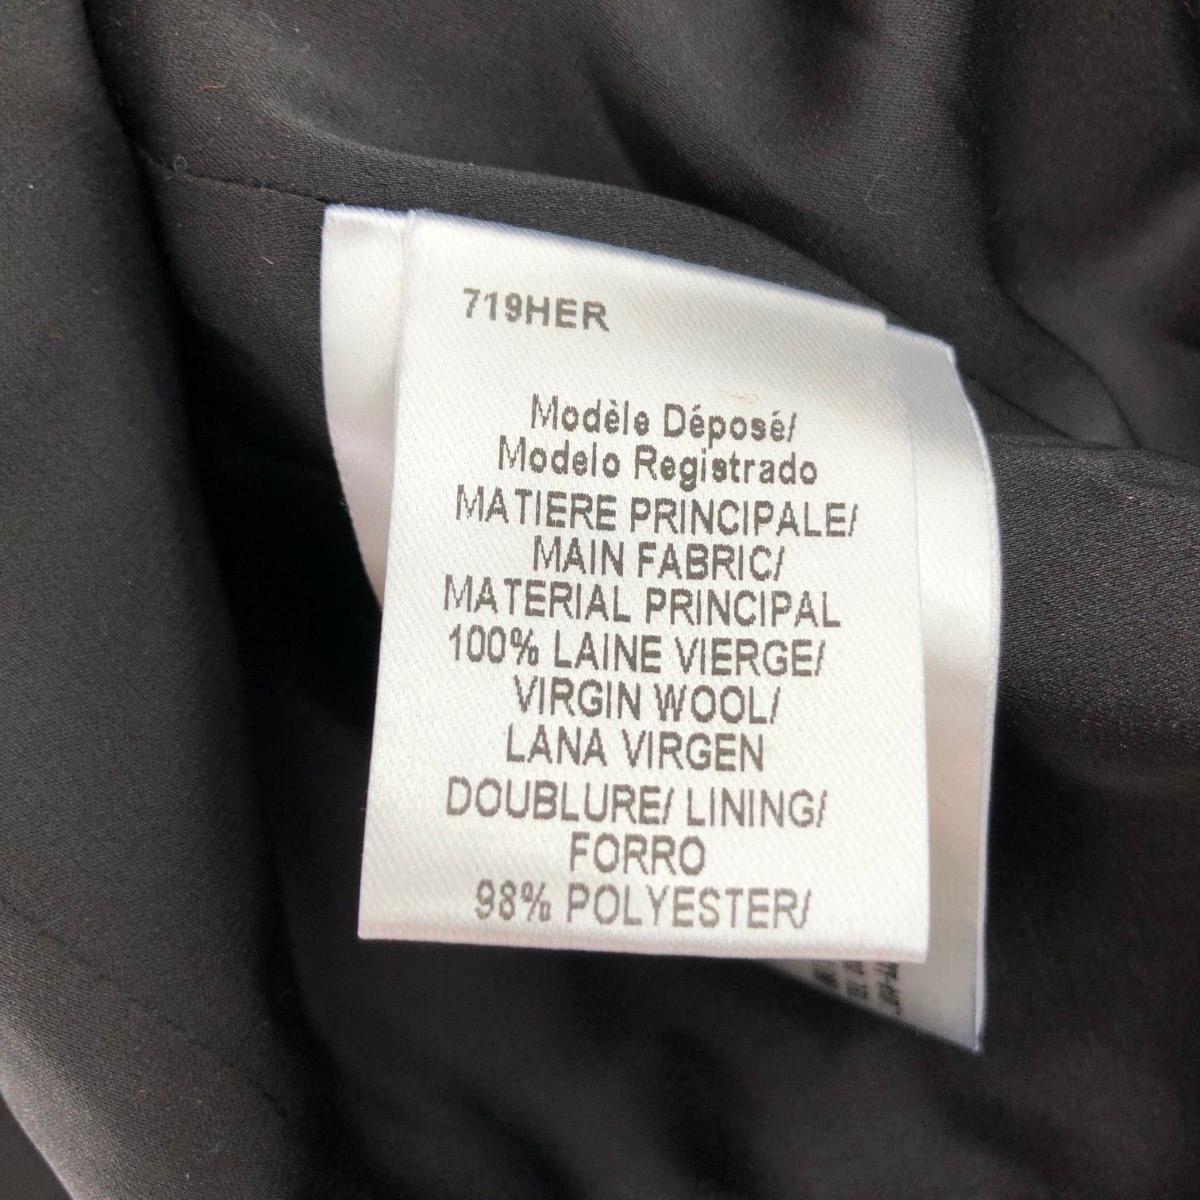 719HER
Modèle Déposé/
Modelo Registrado
MATIERE PRINCIPALE/
MAIN FABRIC/
MATERIAL PRINCIPAL
100% LAINE VIERGE/
VIRGIN WOOL/
LANA VIRGEN
DOUBLURE/ LINING/
FORRO
98% POLYESTER/